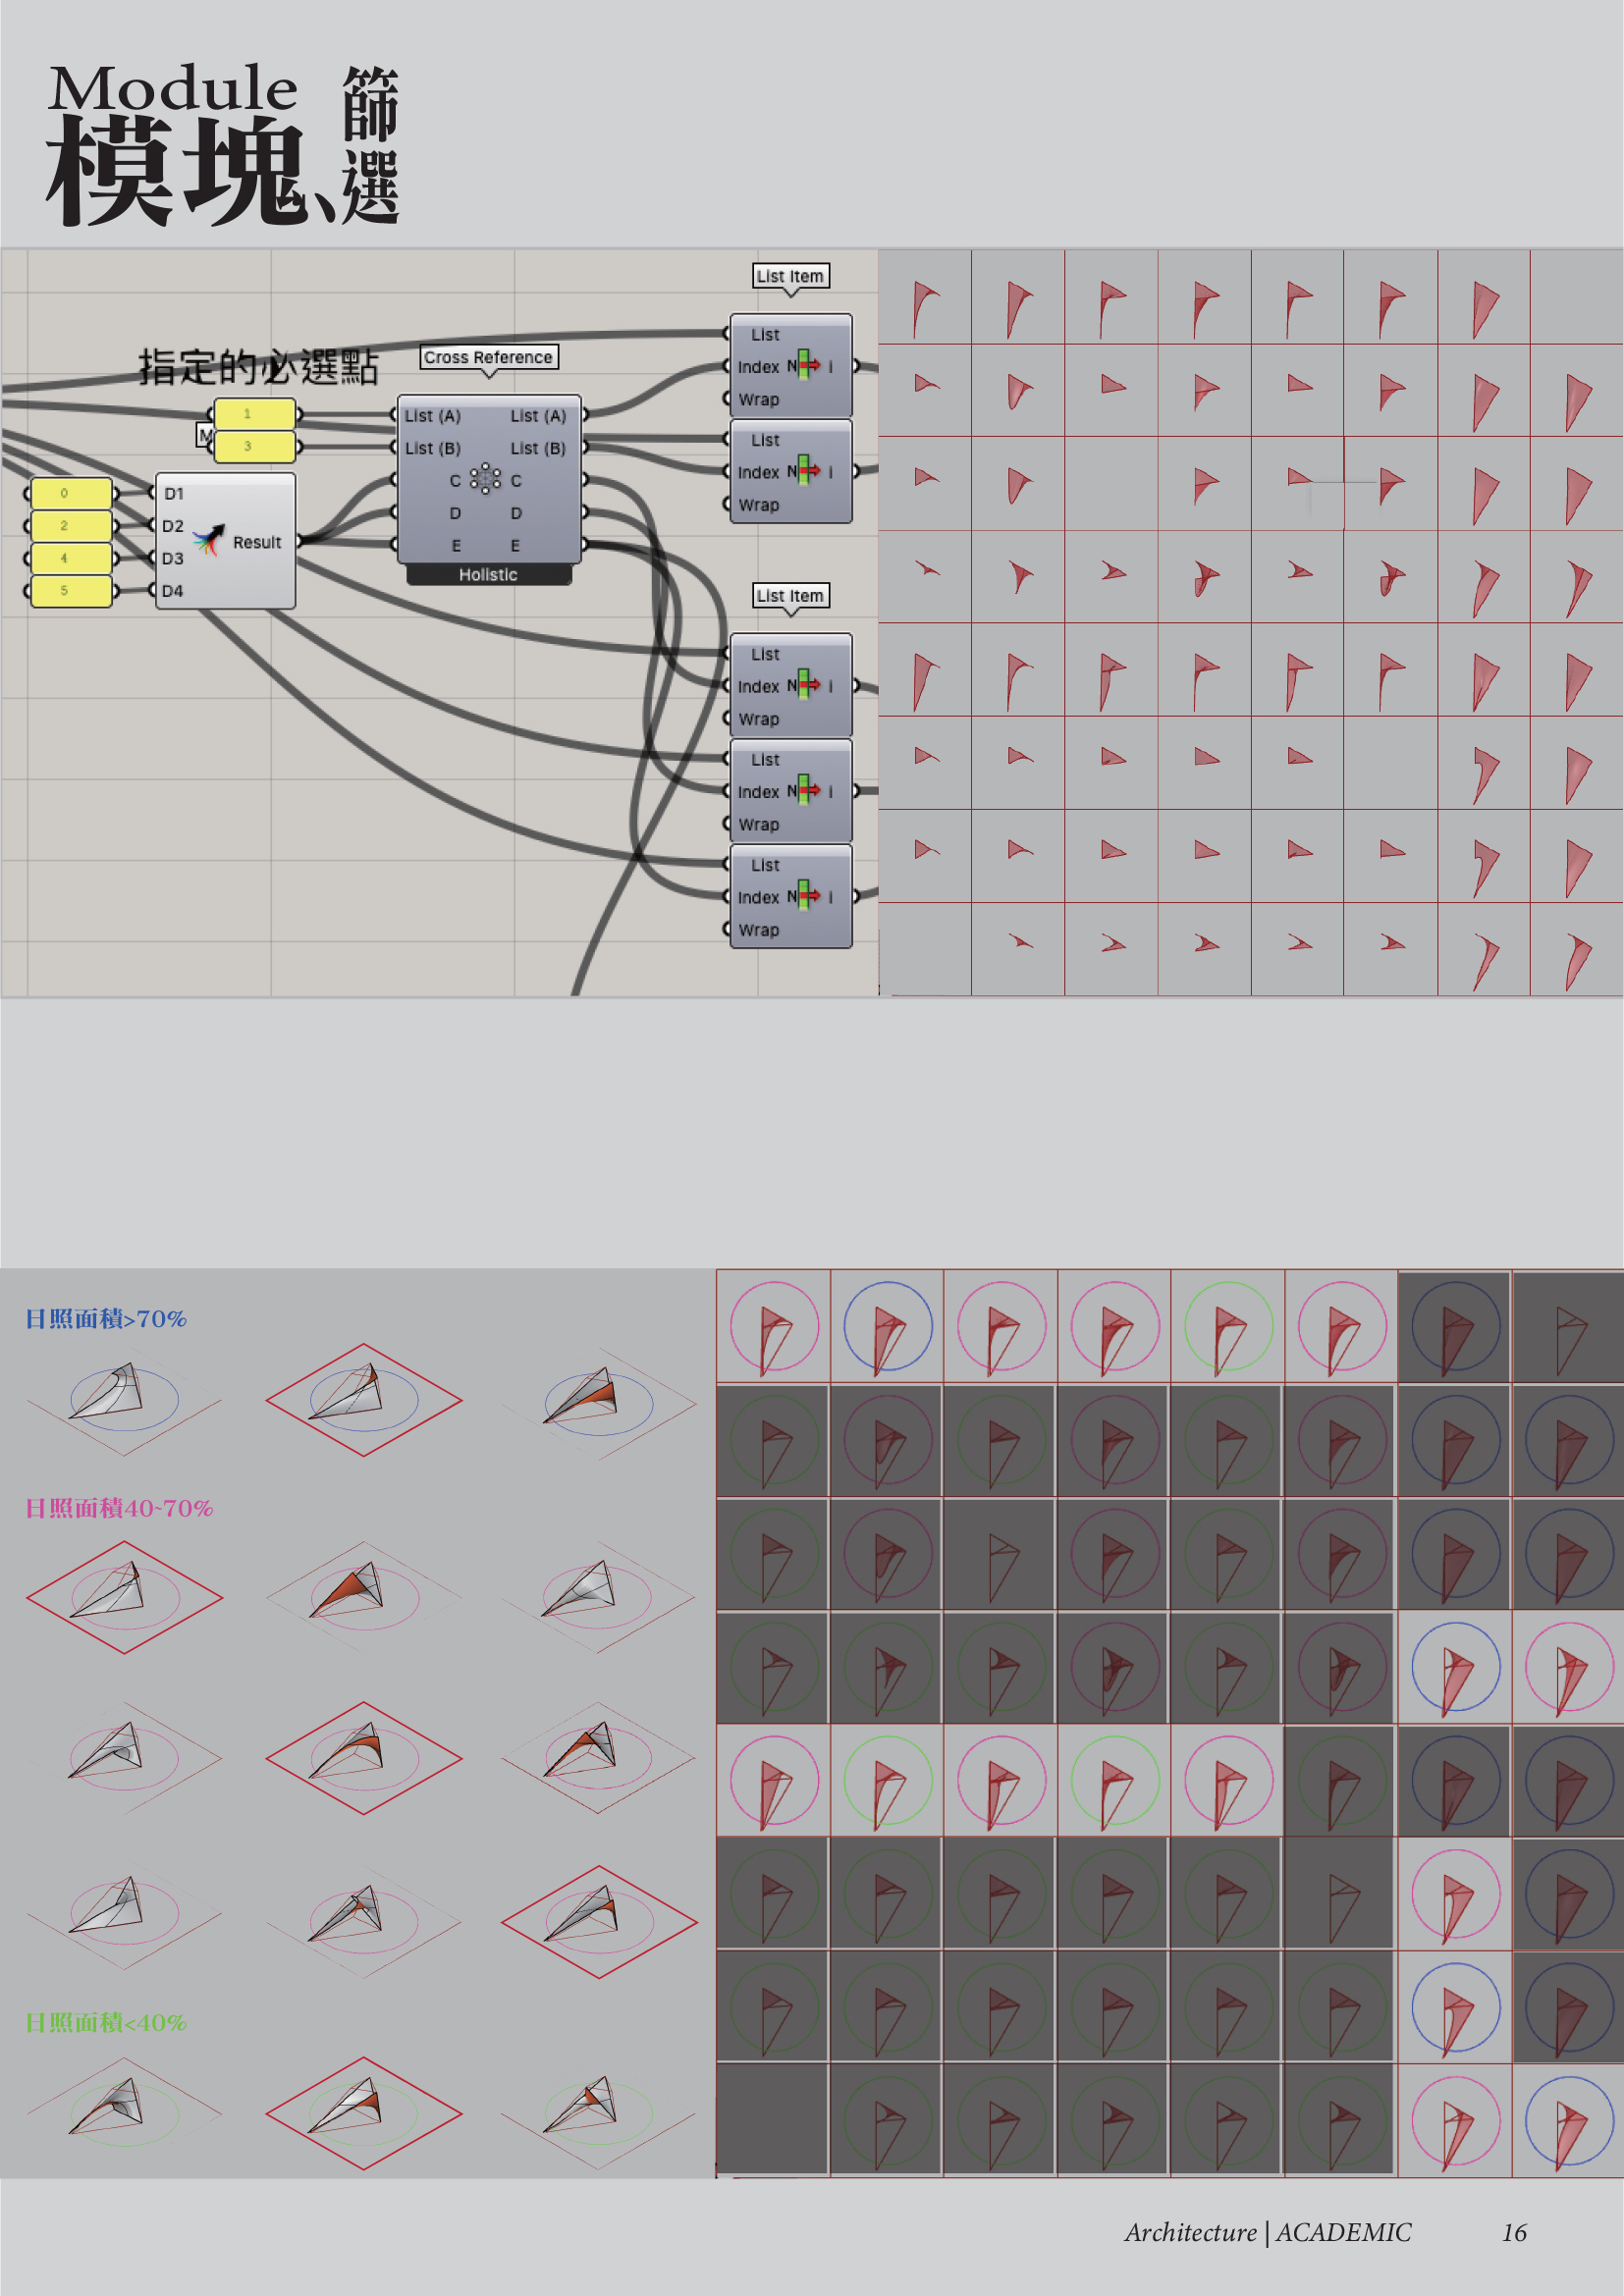 Module
模塊、
篩選
List Item
List
Index N i
Wrap
List
Index N i
Wrap
指定的必選點
1
M
3
Cross Reference
List (A) List (A)
List (B) List (B)
C C
D D
E E
Holistic
0
2
4
5
D1
D2
D3 Result
D4
List Item
List
Index N i
Wrap
List
Index N i
Wrap
List
Index N i
Wrap
日照面積>70%
日照面積40~70%
日照面積<40%
Architecture | ACADEMIC 16